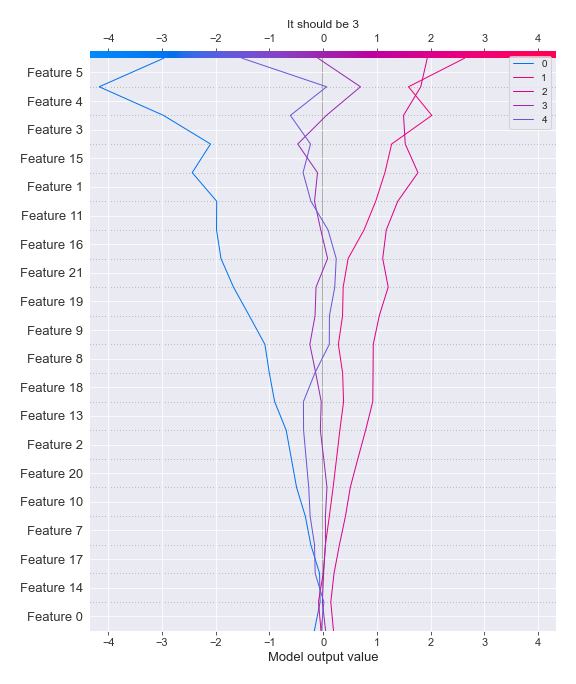 It should be 3
−4 −3 −2 −1 0 1 2 3 4
0
1
2
3
4
Feature 5
Feature 4
Feature 3
Feature 15
Feature 1
Feature 11
Feature 16
Feature 21
Feature 19
Feature 9
Feature 8
Feature 18
Feature 13
Feature 2
Feature 20
Feature 10
Feature 7
Feature 17
Feature 14
Feature 0
−4 −3 −2 −1 0 1 2 3 4
Model output value